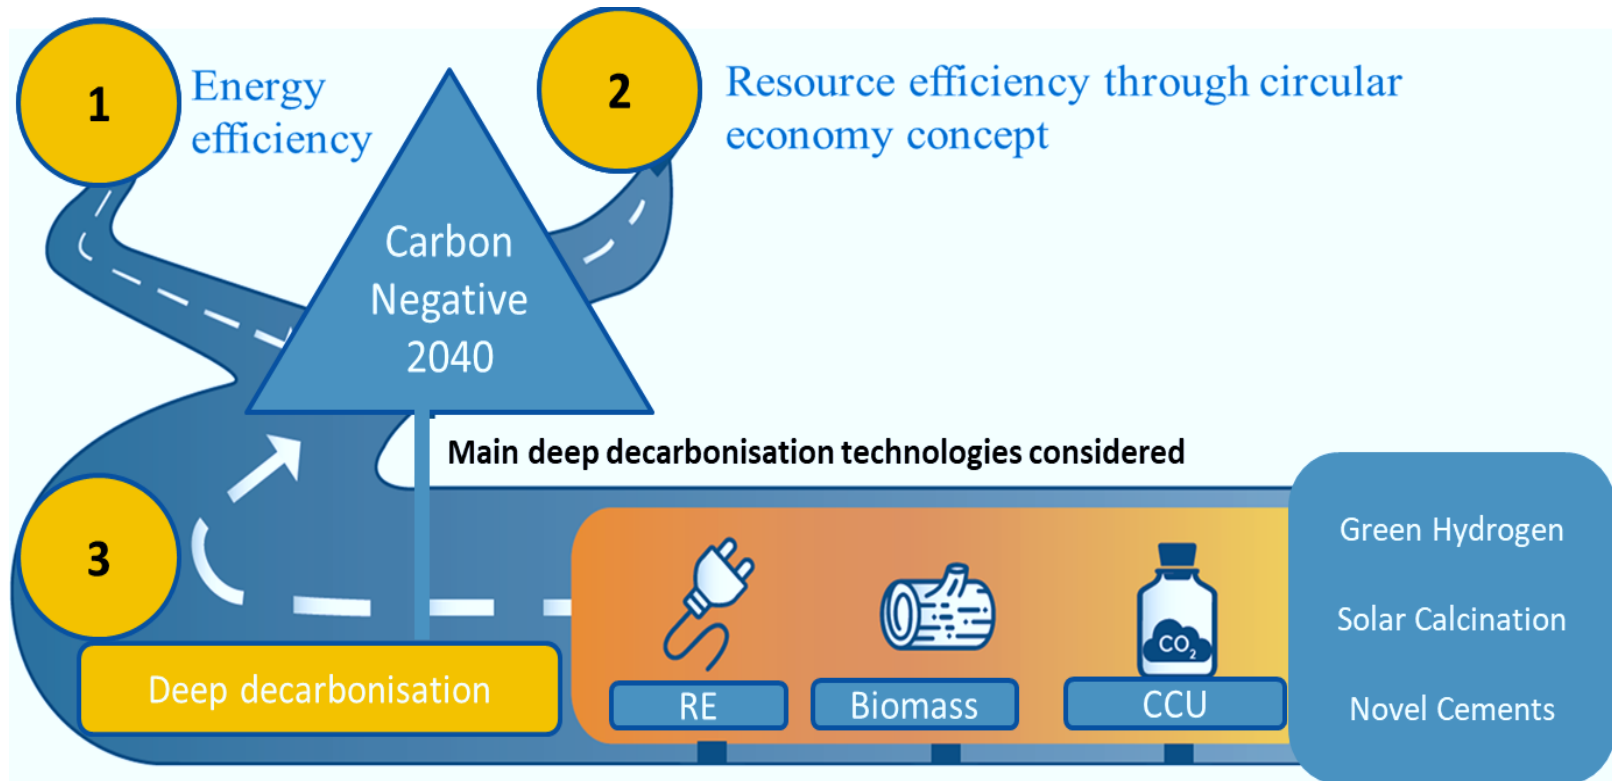 1
Energy
efficiency
2
Resource efficiency through circular
economy concept
Carbon
Negative
2040
Main deep decarbonisation technologies considered
3
Deep decarbonisation
RE
Biomass
CO₂
CCU
Green Hydrogen
Solar Calcination
Novel Cements